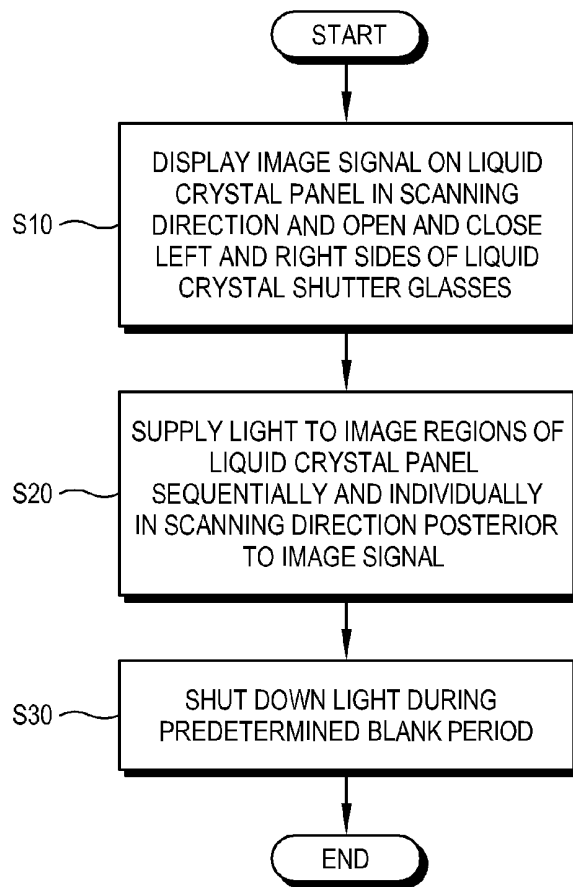 START
S10
DISPLAY IMAGE SIGNAL ON LIQUID
CRYSTAL PANEL IN SCANNING
DIRECTION AND OPEN AND CLOSE
LEFT AND RIGHT SIDES OF LIQUID
CRYSTAL SHUTTER GLASSES
S20
SUPPLY LIGHT TO IMAGE REGIONS OF
LIQUID CRYSTAL PANEL
SEQUENTIALLY AND INDIVIDUALLY
IN SCANNING DIRECTION POSTERIOR
TO IMAGE SIGNAL
S30
SHUT DOWN LIGHT DURING
PREDETERMINED BLANK PERIOD
END